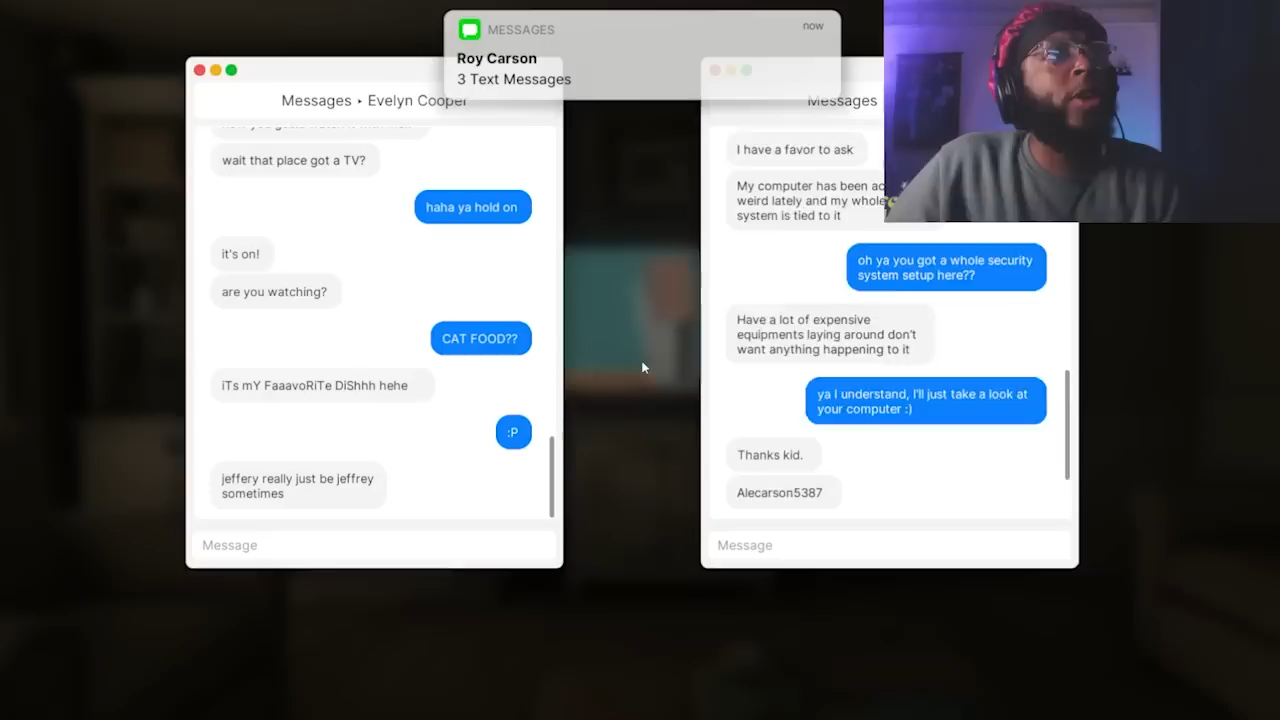 MESSAGES
now
Roy Carson
3 Text Messages
Messages ▸ Evelyn Cooper
wait that place got a TV?
haha ya hold on
it's on!
are you watching?
CAT FOOD??
iTs mY FaaavoRiTe DiShhh hehe
:P
jeffery really just be jeffrey
sometimes
Message
Messages
I have a favor to ask
My computer has been
weird lately and my whole
system is tied to it
oh ya you got a whole security
system setup here??
Have a lot of expensive
equipments laying around don't
want anything happening to it
ya I understand, I'll just take a look at
your computer :)
Thanks kid.
Alecarson5387
Message